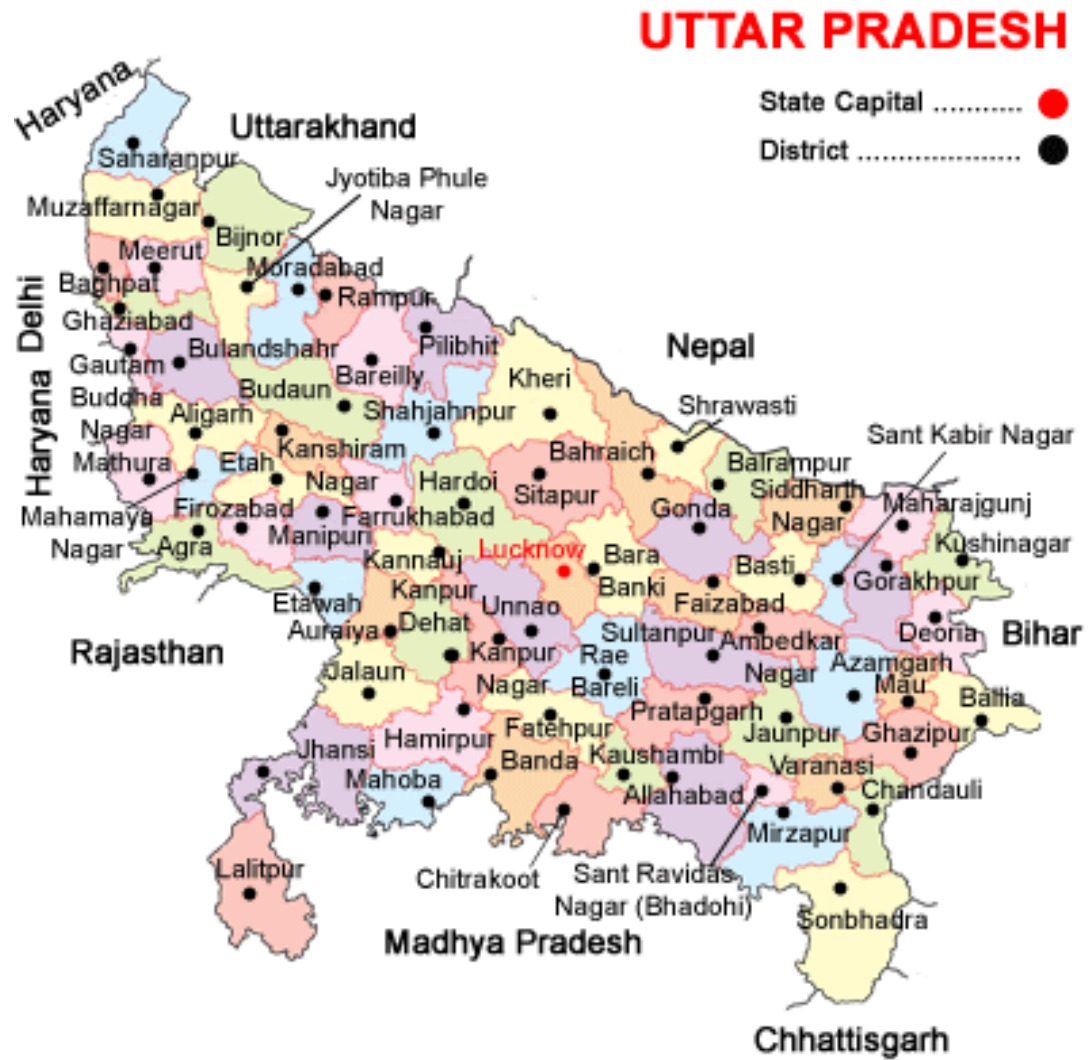 UTTAR PRADESH
State Capital ...........
District .....................
Haryana
Uttarakhand
Saharanpur
Jyotiba Phule
Nagar
Muzaffarnagar
Bijnor
Meerut
Moradabad
Baghpat
Rampur
Haryana Delhi
Ghaziabad
Bulandshahr
Pilibhit
Nepal
Gautam
Buddha
Nagar
Bareilly
Kheri
Budaun
Shahjahnpur
Shrawasti
Aligarh
Sant Kabir Nagar
Kanshiram
Nagar
Bahraich
Mathura
Etah
Hardoi
Sitapur
Balrampur
Siddharth
Nagar
Maharajgunj
Mahamaya
Nagar
Firozabad
Farrukhabad
Gonda
Agra
Manipuri
Kannauj
Lucknow
Bara
Banki
Basti
Kushinagar
Gorakhpur
Etawah
Kanpur
Dehat
Unnao
Faizabad
Auraiya
Sultanpur
Ambedkar
Nagar
Deoria
Bihar
Rajasthan
Jalaun
Kanpur
Nagar
Rae
Bareli
Azamgarh
Mau
Ballia
Pratapgarh
Jhansi
Hamirpur
Fatehpur
Jaunpur
Ghazipur
Mahoba
Banda
Kaushambi
Varanasi
Chandauli
Allahabad
Mirzapur
Lalitpur
Chitrakoot
Sant Ravidas
Nagar (Bhadohi)
Sonbhadra
Madhya Pradesh
Chhattisgarh